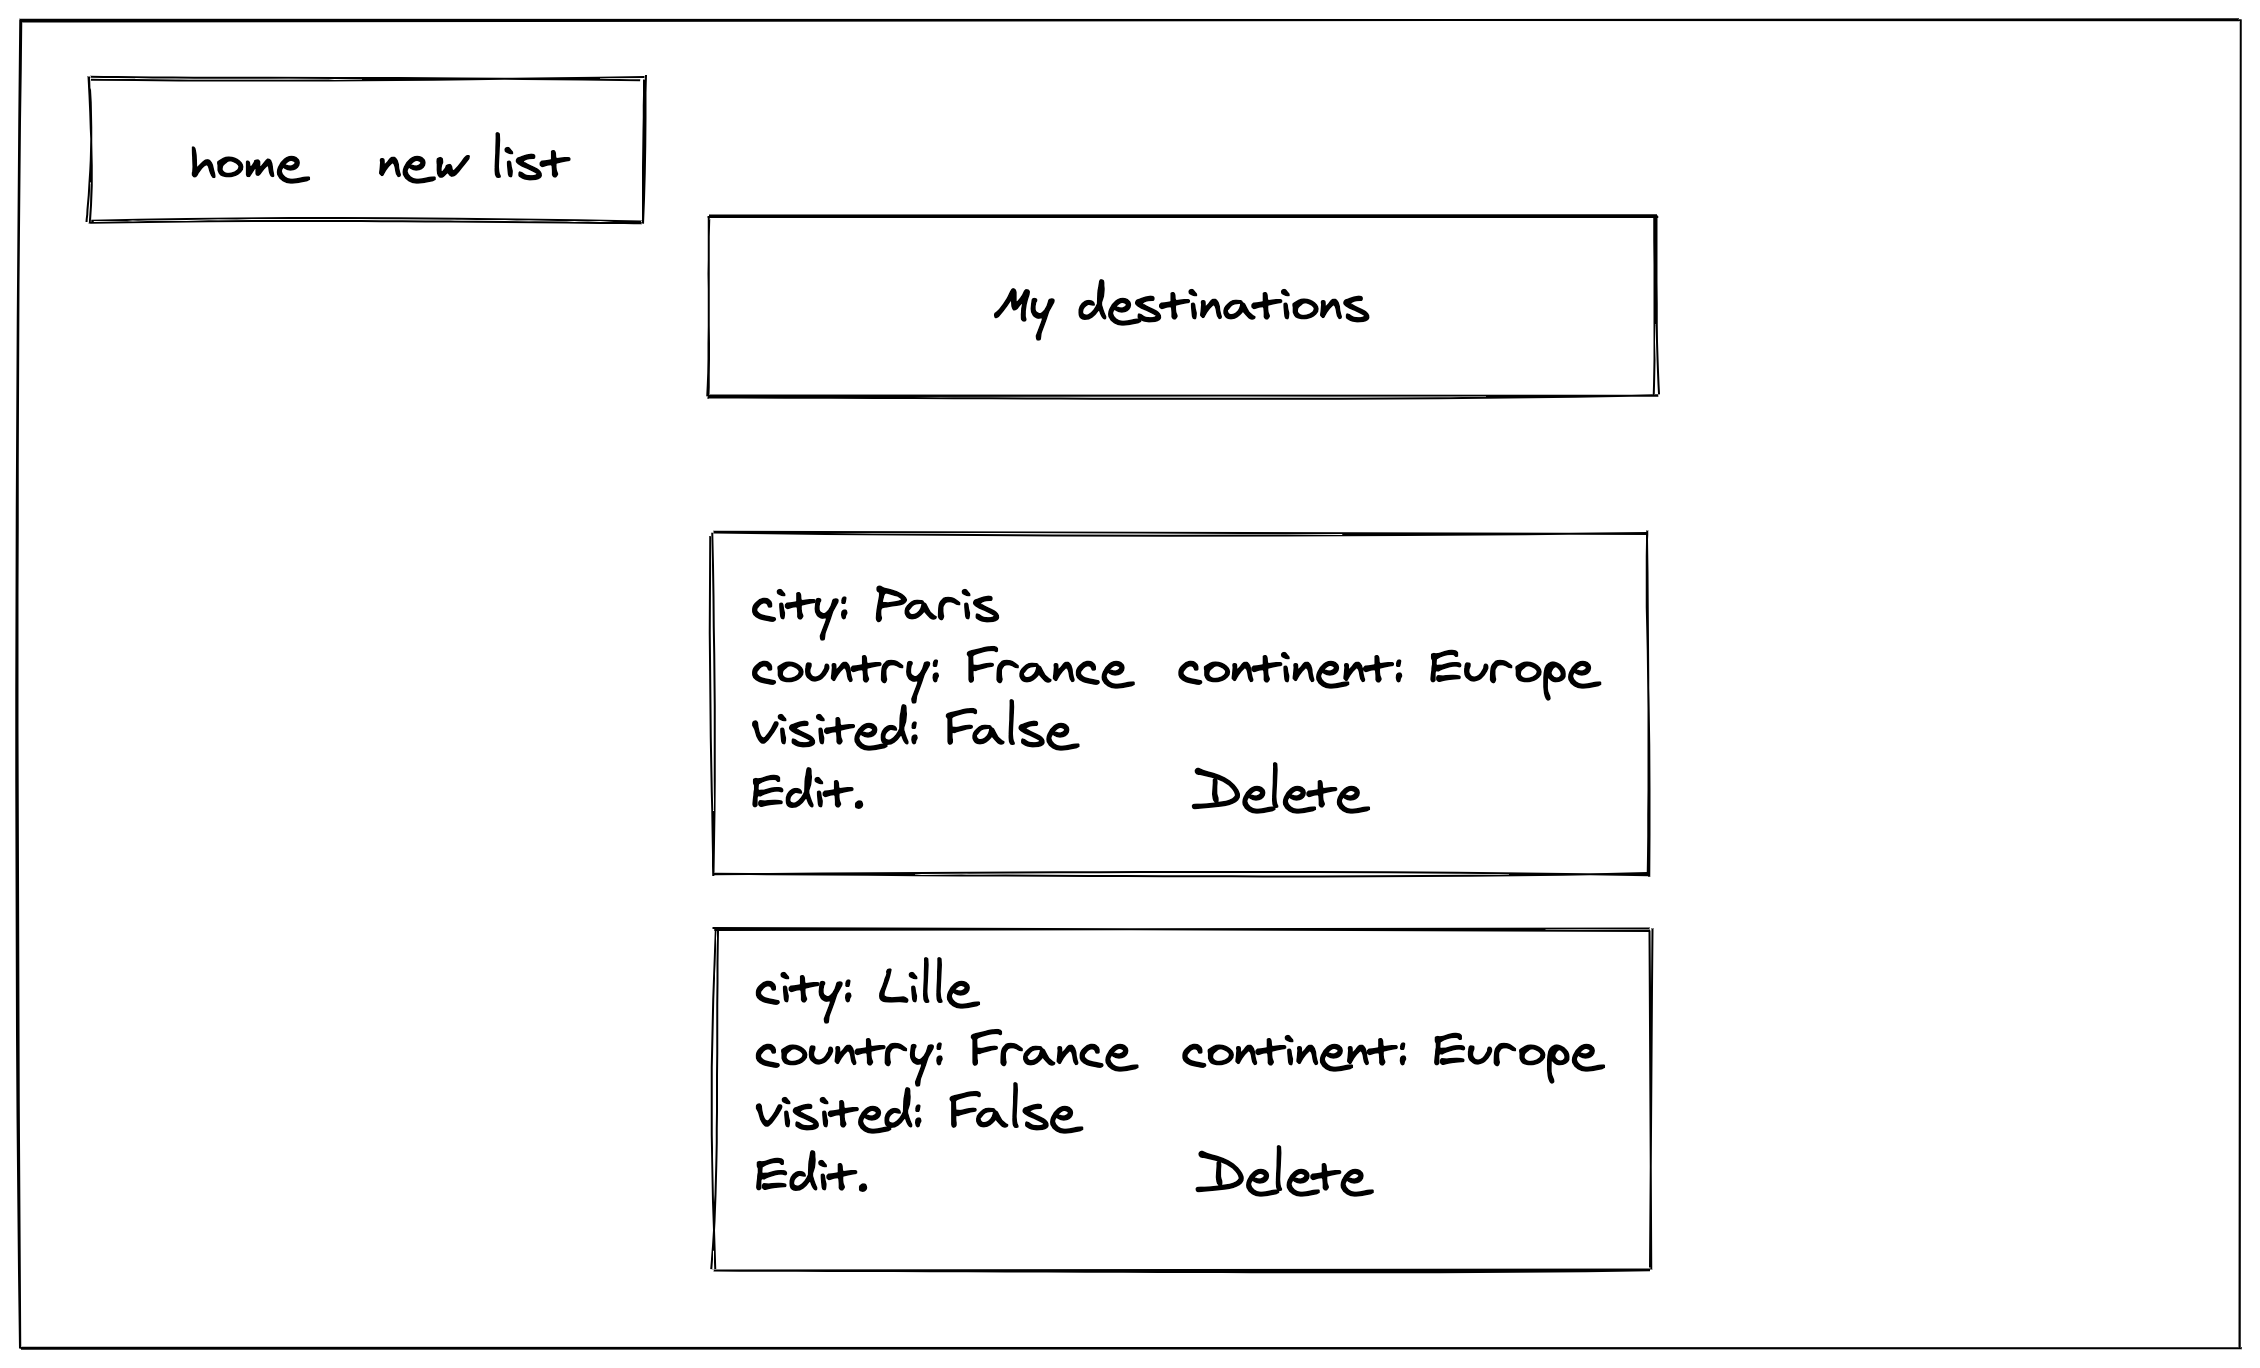 home new list
My destinations
city: Paris
country: France continent: Europe
visited: False
Edit. Delete
city: Lille
country: France continent: Europe
visited: False
Edit. Delete